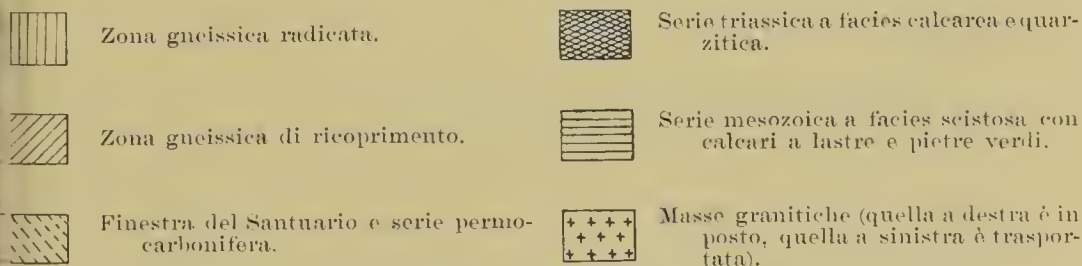 Zona gneissica radicata.
Zona gneissica di ricoprimento.
Finestra del Santuario e serie permo-
carbonifera.
Serie triassica a facies calcarea e quar-
zitica.
Serie mesozoica a facies scistosa con
calcari a lastre e pietre verdi.
Masse granitiche (quella a destra è in
posto, quella a sinistra è traspor-
tata).